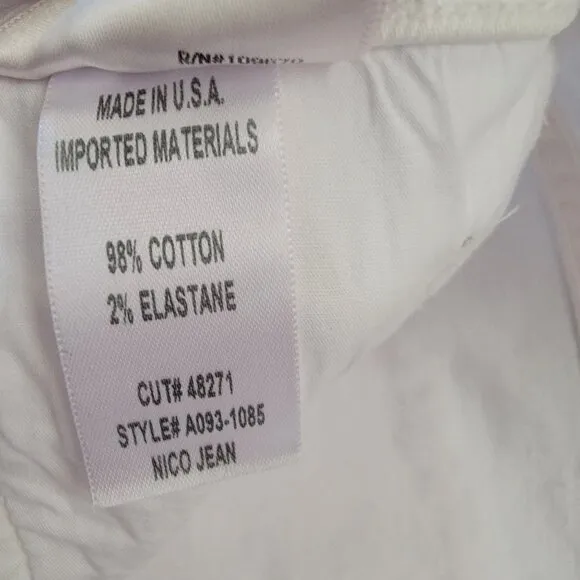 MADE IN U.S.A.
IMPORTED MATERIALS
98% COTTON
2% ELASTANE
CUT# 48271
STYLE# A093-1085
NICO JEAN